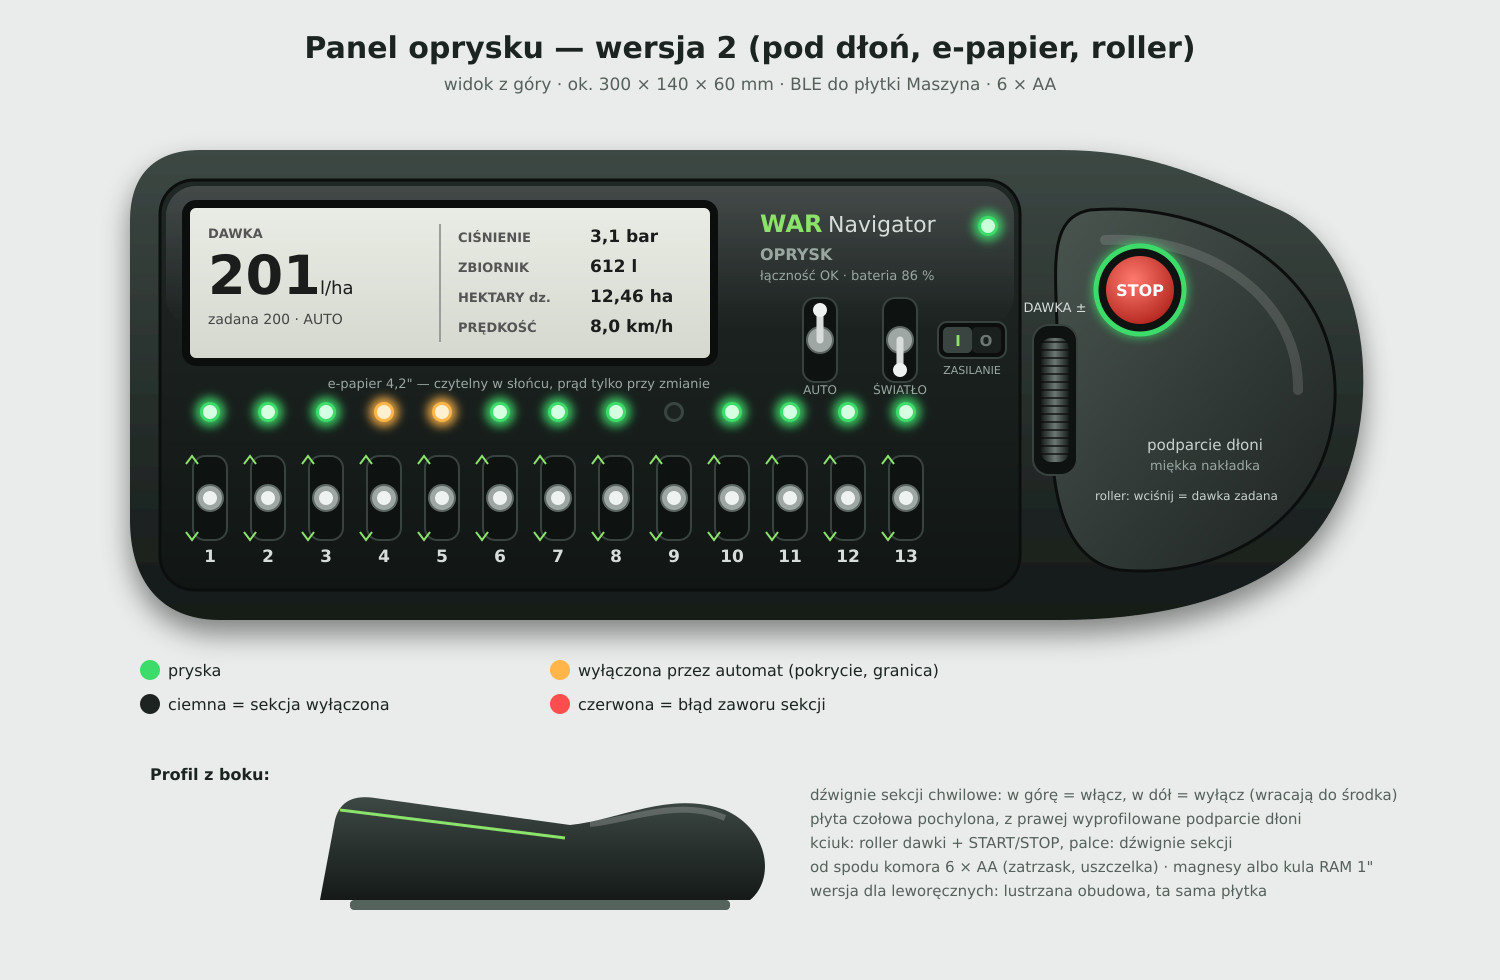 Panel oprysku — wersja 2 (pod dłoń, e-papier, roller)
widok z góry · ok. 300 × 140 × 60 mm · BLE do płytki Maszyna · 6 × AA
DAWKA
201 l/ha
zadana 200 · AUTO
CIŚNIENIE 3,1 bar
ZBIORNIK 612 l
HEKTARY dz. 12,46 ha
PRĘDKOŚĆ 8,0 km/h
e-papier 4,2" — czytelny w słońcu, prąd tylko przy zmianie
WAR Navigator
OPRYSK
łączność OK · bateria 86 %
AUTO
ŚWIATŁO
I O
ZASILANIE
DAWKA ±
STOP
podparcie dłoni
miękka nakładka
roller: wciśnij = dawka zadana
1 2 3 4 5 6 7 8 9 10 11 12 13
pryska
wyłączona przez automat (pokrycie, granica)
ciemna = sekcja wyłączona
czerwona = błąd zaworu sekcji
Profil z boku:
dźwignie sekcji chwilowe: w górę = włącz, w dół = wyłącz (wracają do środka)
płyta czołowa pochylona, z prawej wyprofilowane podparcie dłoni
kciuk: roller dawki + START/STOP, palce: dźwignie sekcji
od spodu komora 6 × AA (zatrzask, uszczelka) · magnesy albo kula RAM 1"
wersja dla leworęcznych: lustrzana obudowa, ta sama płytka